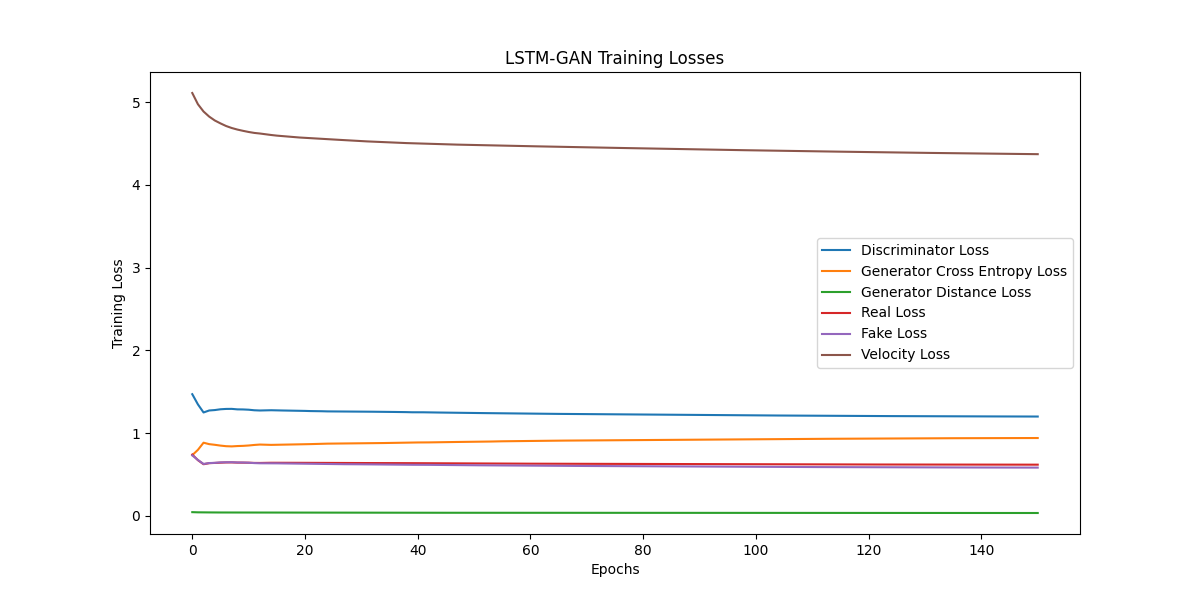 LSTM-GAN Training Losses
Training Loss
5
4
3
2
1
0
Discriminator Loss
Generator Cross Entropy Loss
Generator Distance Loss
Real Loss
Fake Loss
Velocity Loss
0 20 40 60 80 100 120 140
Epochs